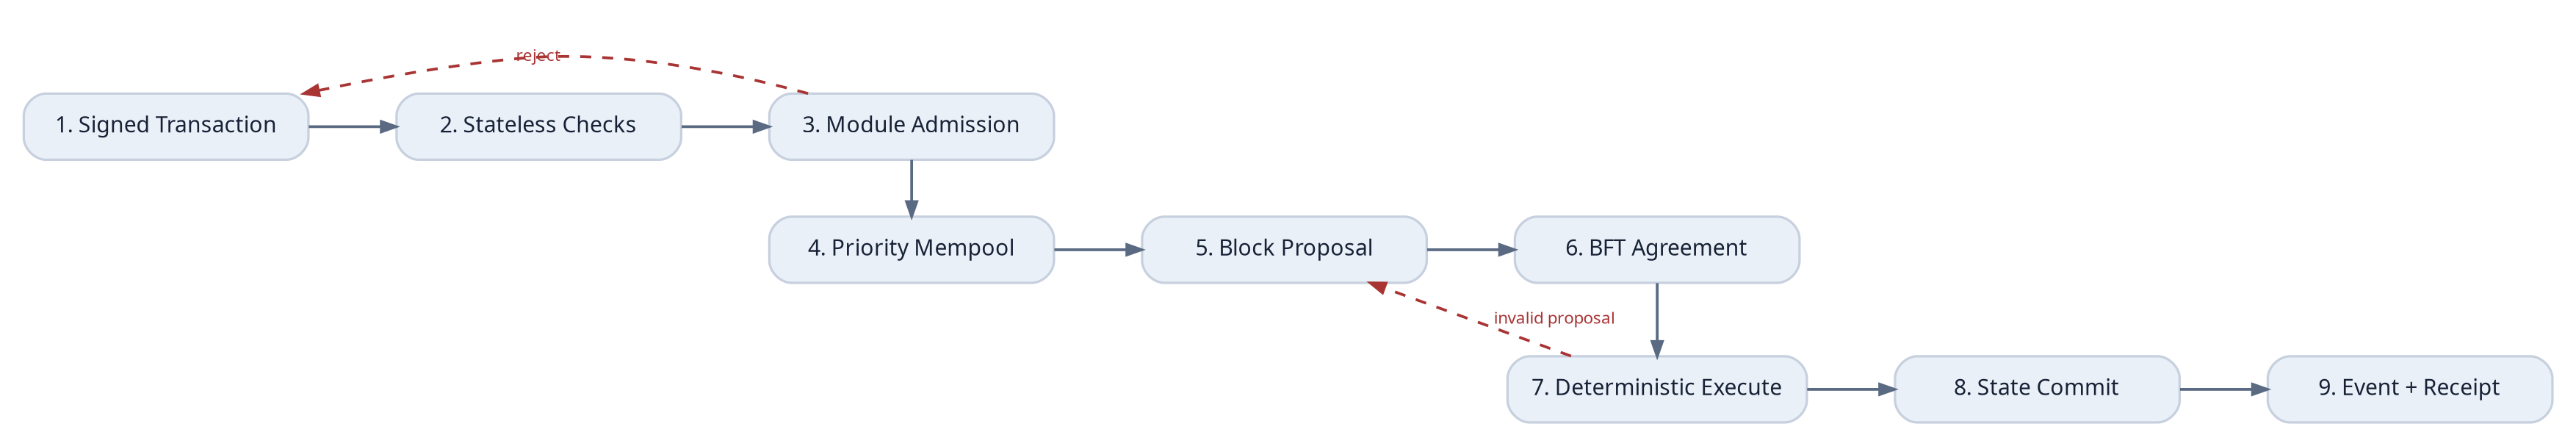 reject
1. Signed Transaction
2. Stateless Checks
3. Module Admission
4. Priority Mempool
5. Block Proposal
6. BFT Agreement
invalid proposal
7. Deterministic Execute
8. State Commit
9. Event + Receipt